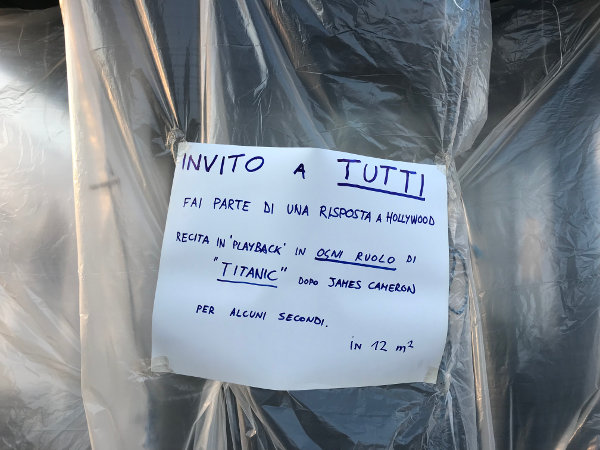 INVITO A TUTTI
FAI PARTE DI UNA RISPOSTA A HOLLYWOOD
RECITA IN 'PLAYBACK' IN OGNI RUOLO DI
"TITANIC" DOPO JAMES CAMERON
PER ALCUNI SECONDI.
IN 12 m²